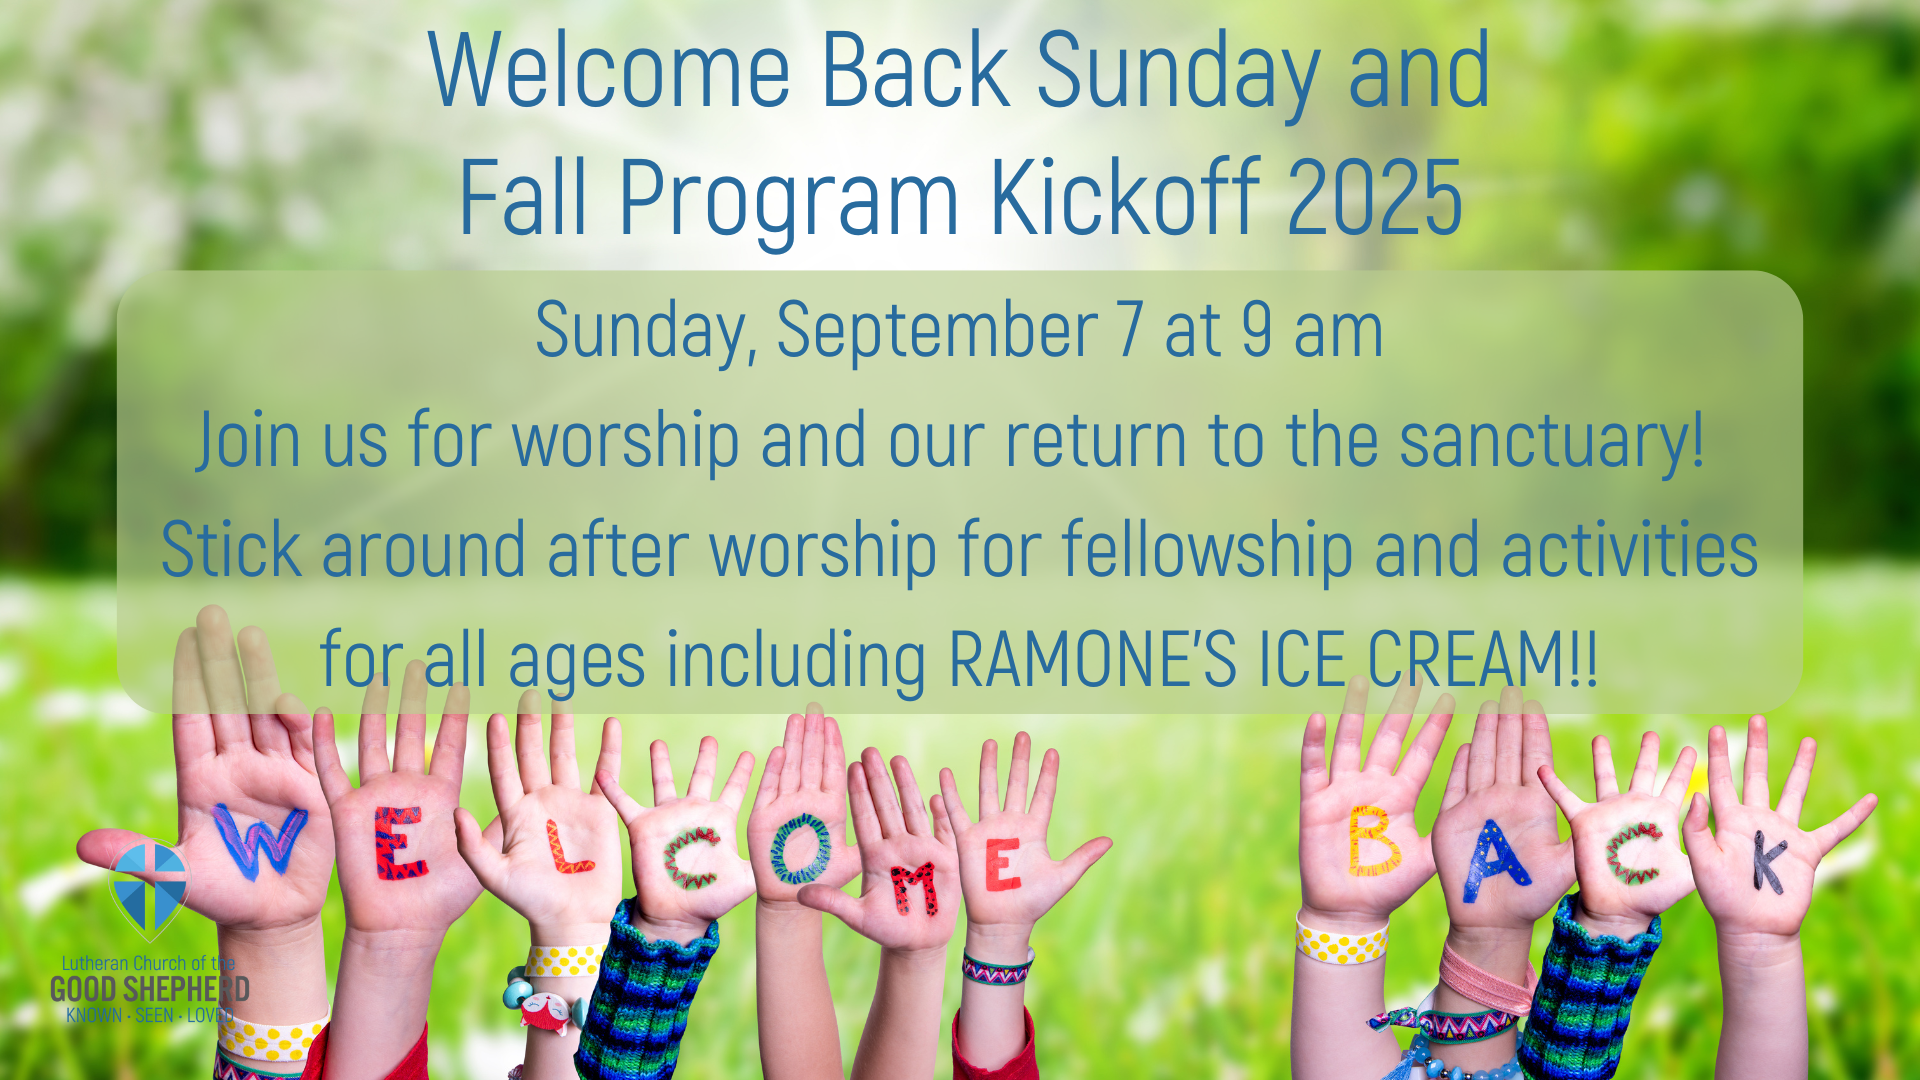 Welcome Back Sunday and
Fall Program Kickoff 2025
Sunday, September 7 at 9 am
Join us for worship and our return to the sanctuary!
Stick around after worship for fellowship and activities
for all ages including RAMONE'S ICE CREAM!!
WELCOME BACK
Lutheran Church of the
GOOD SHEPHERD
KNOWN · SEEN · LOVED